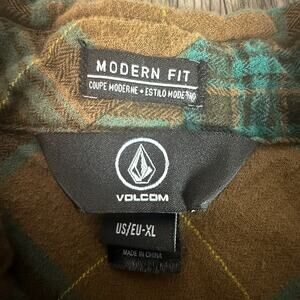 MODERN FIT
COUPE MODERNE • ESTILO MODERNO
VOLCOM
US/EU-XL
MADE IN CHINA